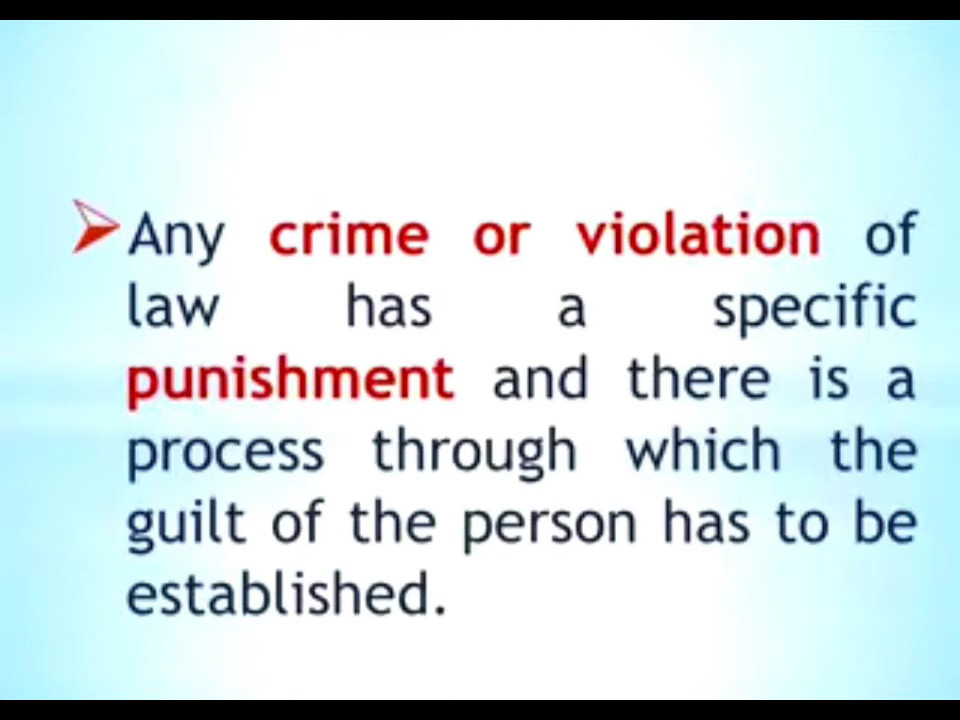 Any crime or violation of
law has a specific
punishment and there is a
process through which the
guilt of the person has to be
established.